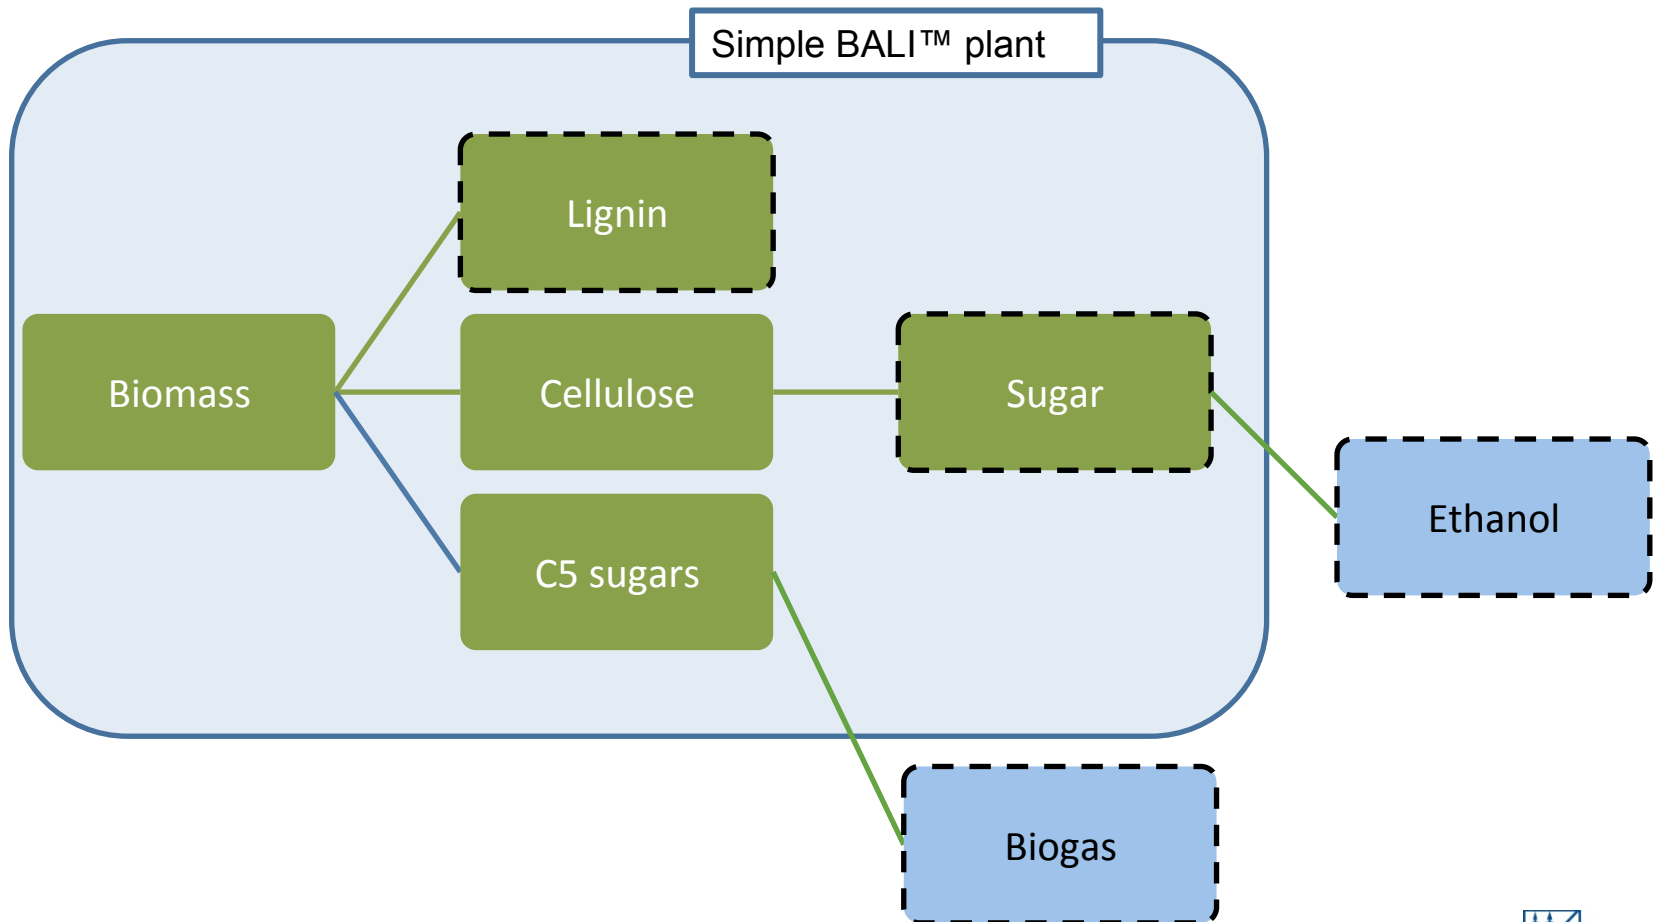 Simple BALI™ plant
Lignin
Biomass
Cellulose
Sugar
Ethanol
C5 sugars
Biogas